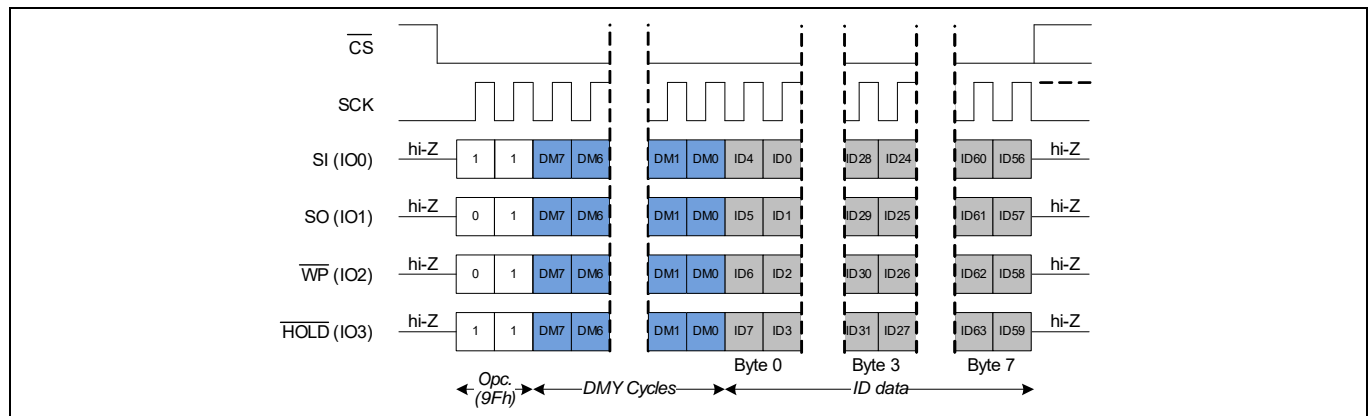 CS
SCK
SI (IO0) hi-Z 1 1 DM7 DM6 DM1 DM0 ID4 ID0 ID28 ID24 ID60 ID56 hi-Z
SO (IO1) hi-Z 0 1 DM7 DM6 DM1 DM0 ID5 ID1 ID29 ID25 ID61 ID57 hi-Z
WP (IO2) hi-Z 0 1 DM7 DM6 DM1 DM0 ID6 ID2 ID30 ID26 ID62 ID58 hi-Z
HOLD (IO3) hi-Z 1 1 DM7 DM6 DM1 DM0 ID7 ID3 ID31 ID27 ID63 ID59 hi-Z
Byte 0 Byte 3 Byte 7
Opc. (9Fh) DMY Cycles ID data